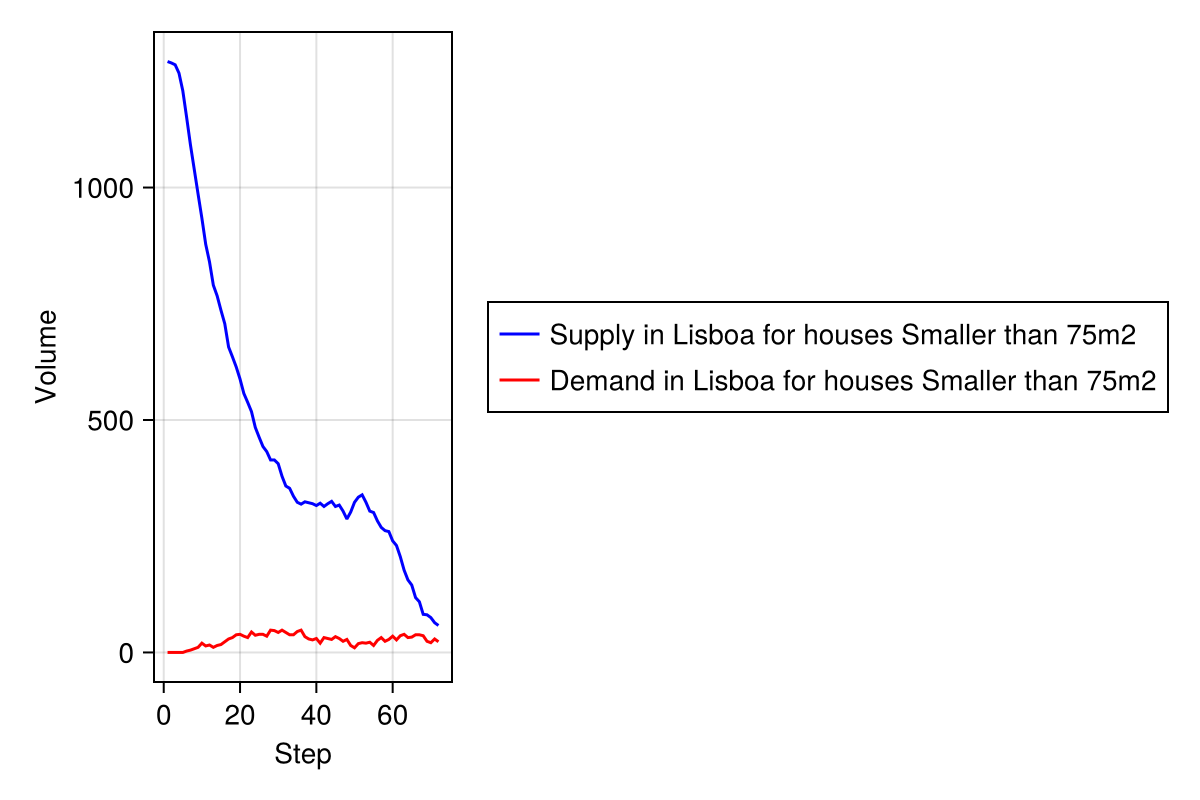 1000
500
0
Volume
0 20 40 60
Step
Supply in Lisboa for houses Smaller than 75m2
Demand in Lisboa for houses Smaller than 75m2